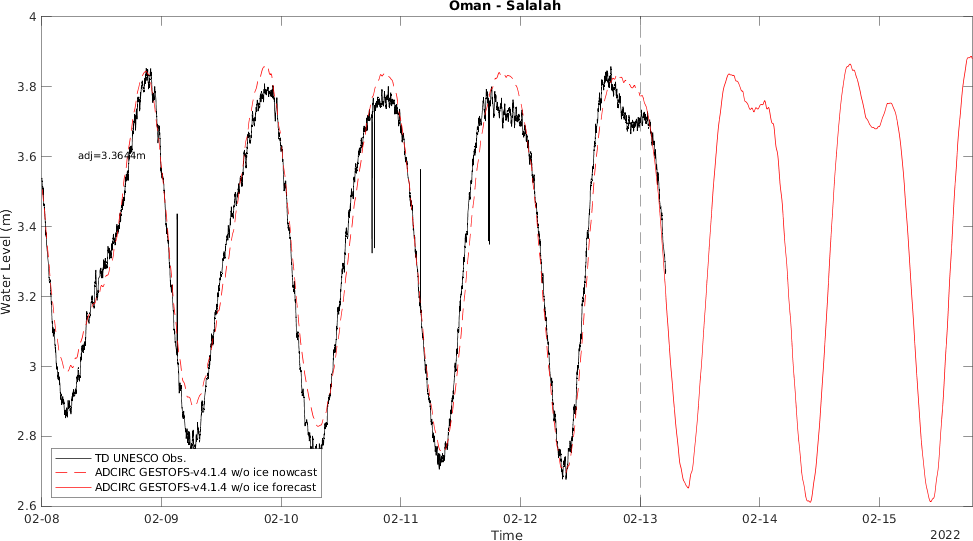 Oman - Salalah
4
3.8
3.6
3.4
3.2
3
2.8
2.6
Water Level (m)
adj=3.3644m
TD UNESCO Obs.
ADCIRC GESTOFS-v4.1.4 w/o ice nowcast
ADCIRC GESTOFS-v4.1.4 w/o ice forecast
02-08
02-09
02-10
02-11
02-12
02-13
02-14
02-15
Time
2022